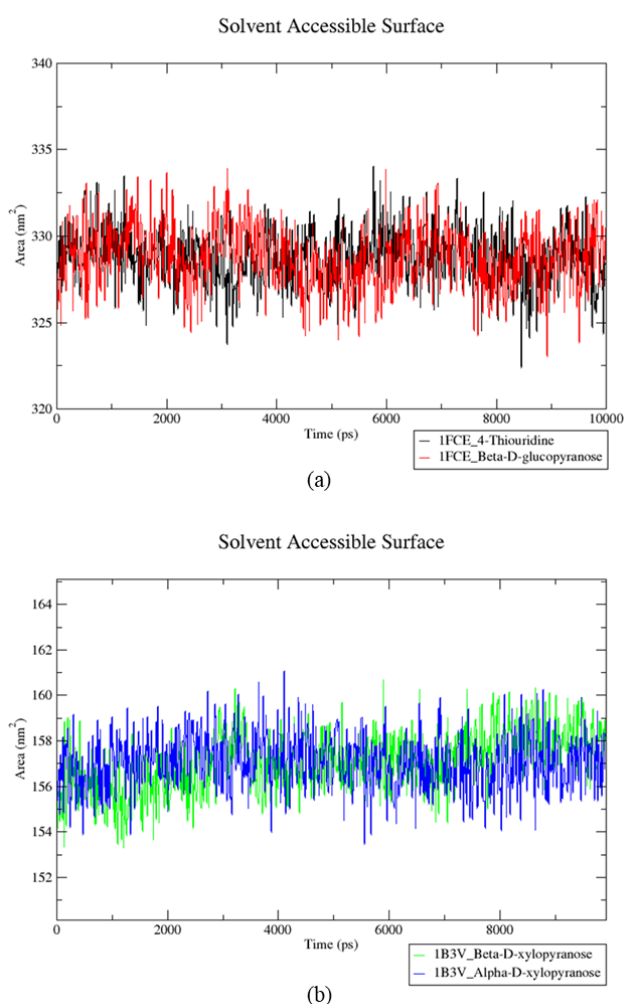 Solvent Accessible Surface
340
335
330
325
320
Area (nm²)
0 2000 4000 6000 8000 10000
Time (ps)
1FCE_4-Thiouridine
1FCE_Beta-D-glucopyranose
(a)
Solvent Accessible Surface
164
162
160
158
156
154
152
Area (nm²)
0 2000 4000 6000 8000
Time (ps)
1B3V_Beta-D-xylopyranose
1B3V_Alpha-D-xylopyranose
(b)